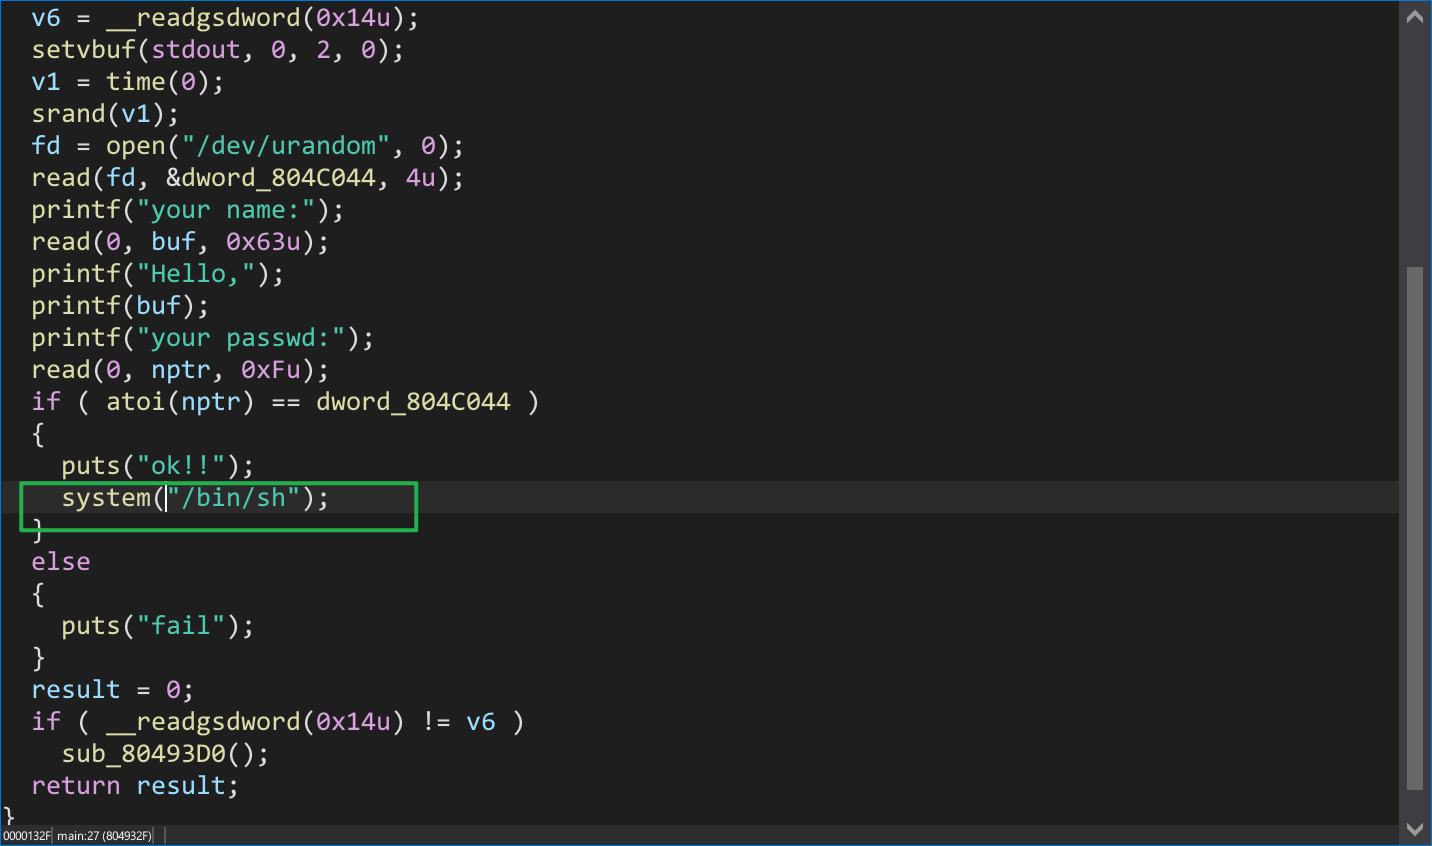 v6 = __readgsdword(0x14u);
setvbuf(stdout, 0, 2, 0);
v1 = time(0);
srand(v1);
fd = open("/dev/urandom", 0);
read(fd, &dword_804C044, 4u);
printf("your name:");
read(0, buf, 0x63u);
printf("Hello,");
printf(buf);
printf("your passwd:");
read(0, nptr, 0xFu);
if ( atoi(nptr) == dword_804C044 )
{
puts("ok!!");
system("/bin/sh");
}
else
{
puts("fail");
}
result = 0;
if ( __readgsdword(0x14u) != v6 )
sub_80493D0();
return result;
}
0000132F main:27 (804932F)